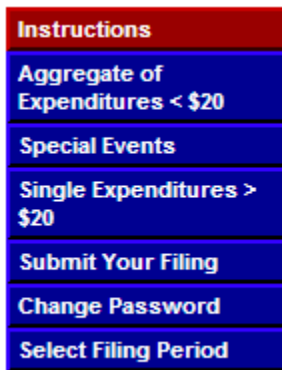 Instructions
Aggregate of
Expenditures < $20
Special Events
Single Expenditures >
$20
Submit Your Filing
Change Password
Select Filing Period